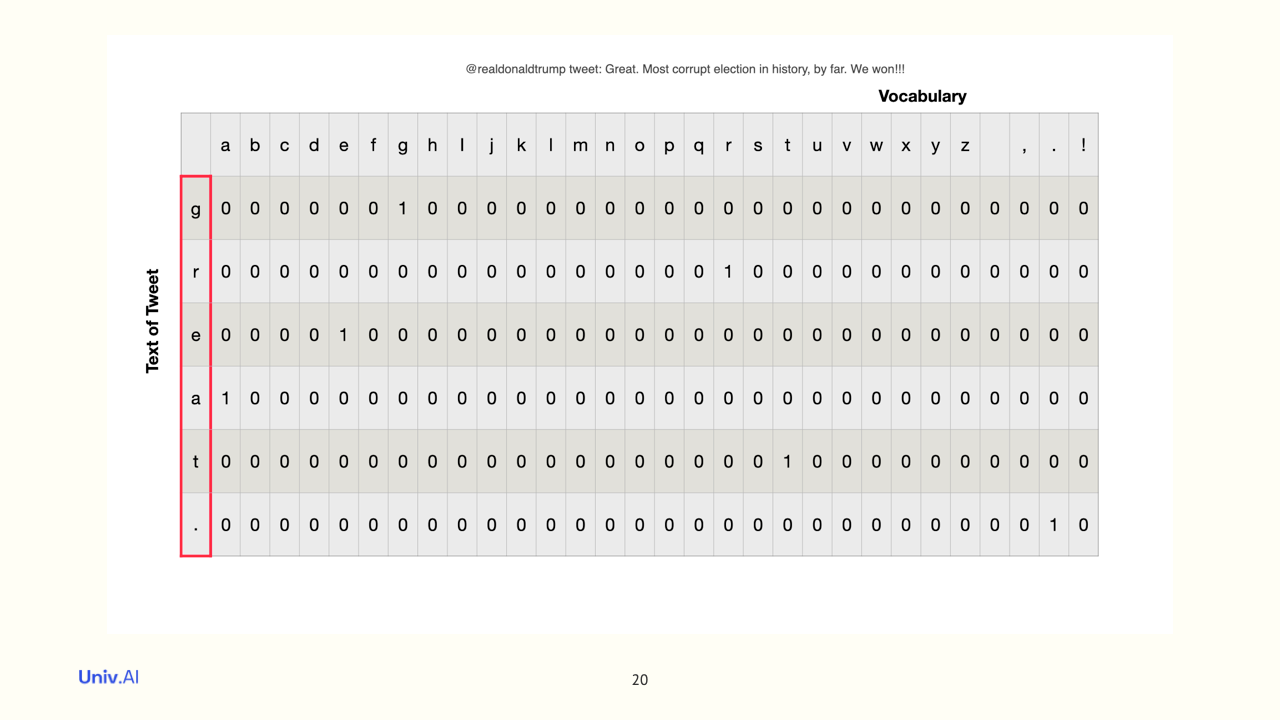 @realdonaldtrump tweet: Great. Most corrupt election in history, by far. We won!!!
Vocabulary
a b c d e f g h I j k l m n o p q r s t u v w x y z , . !
g 0 0 0 0 0 0 1 0 0 0 0 0 0 0 0 0 0 0 0 0 0 0 0 0 0 0 0 0 0 0
r 0 0 0 0 0 0 0 0 0 0 0 0 0 0 0 0 0 1 0 0 0 0 0 0 0 0 0 0 0 0
e 0 0 0 0 1 0 0 0 0 0 0 0 0 0 0 0 0 0 0 0 0 0 0 0 0 0 0 0 0 0
a 1 0 0 0 0 0 0 0 0 0 0 0 0 0 0 0 0 0 0 0 0 0 0 0 0 0 0 0 0 0
t 0 0 0 0 0 0 0 0 0 0 0 0 0 0 0 0 0 0 0 1 0 0 0 0 0 0 0 0 0 0
. 0 0 0 0 0 0 0 0 0 0 0 0 0 0 0 0 0 0 0 0 0 0 0 0 0 0 0 0 1 0
Text of Tweet
Univ.AI
20